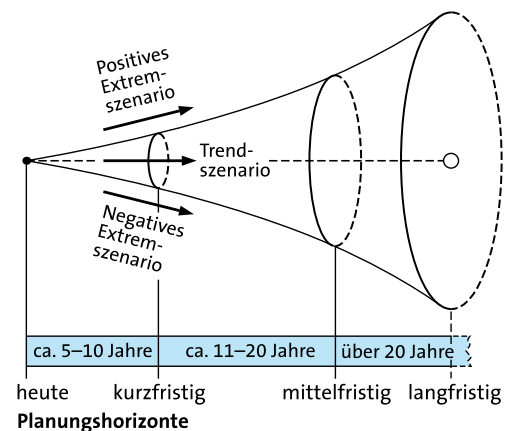 Positives
Extrem-
szenario
Trend-
szenario
Negatives
Extrem-
szenario
ca. 5–10 Jahre
ca. 11–20 Jahre
über 20 Jahre
heute
kurzfristig
mittelfristig
langfristig
Planungshorizonte